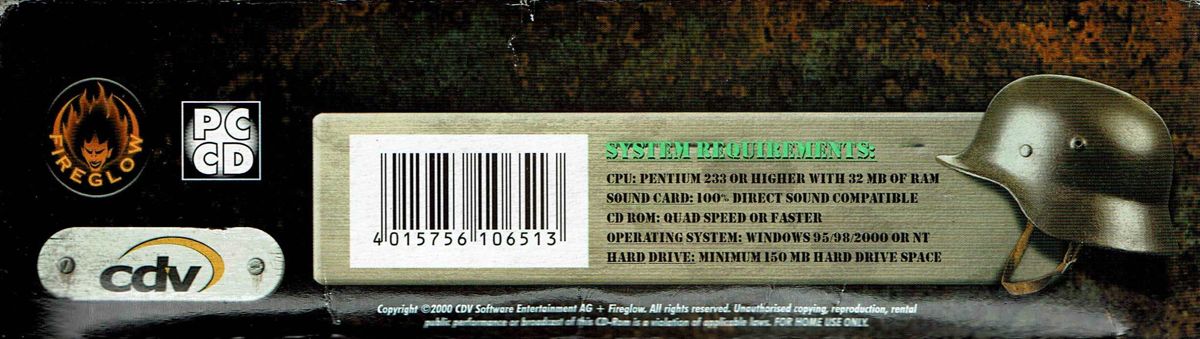 FIREGLOW
PC
CD
cdv
4 015756 106513
SYSTEM REQUIREMENTS:
CPU: PENTIUM 233 OR HIGHER WITH 32 MB OF RAM
SOUND CARD: 100% DIRECT SOUND COMPATIBLE
CD ROM: QUAD SPEED OR FASTER
OPERATING SYSTEM: WINDOWS 95/98/2000 OR NT
HARD DRIVE: MINIMUM 150 MB HARD DRIVE SPACE
Copyright ©2000 CDV Software Entertainment AG + Fireglow. All rights reserved. Unauthorised copying, reproduction, rental
public performance or broadcast of this CD-Rom is a violation of applicable laws. FOR HOME USE ONLY.